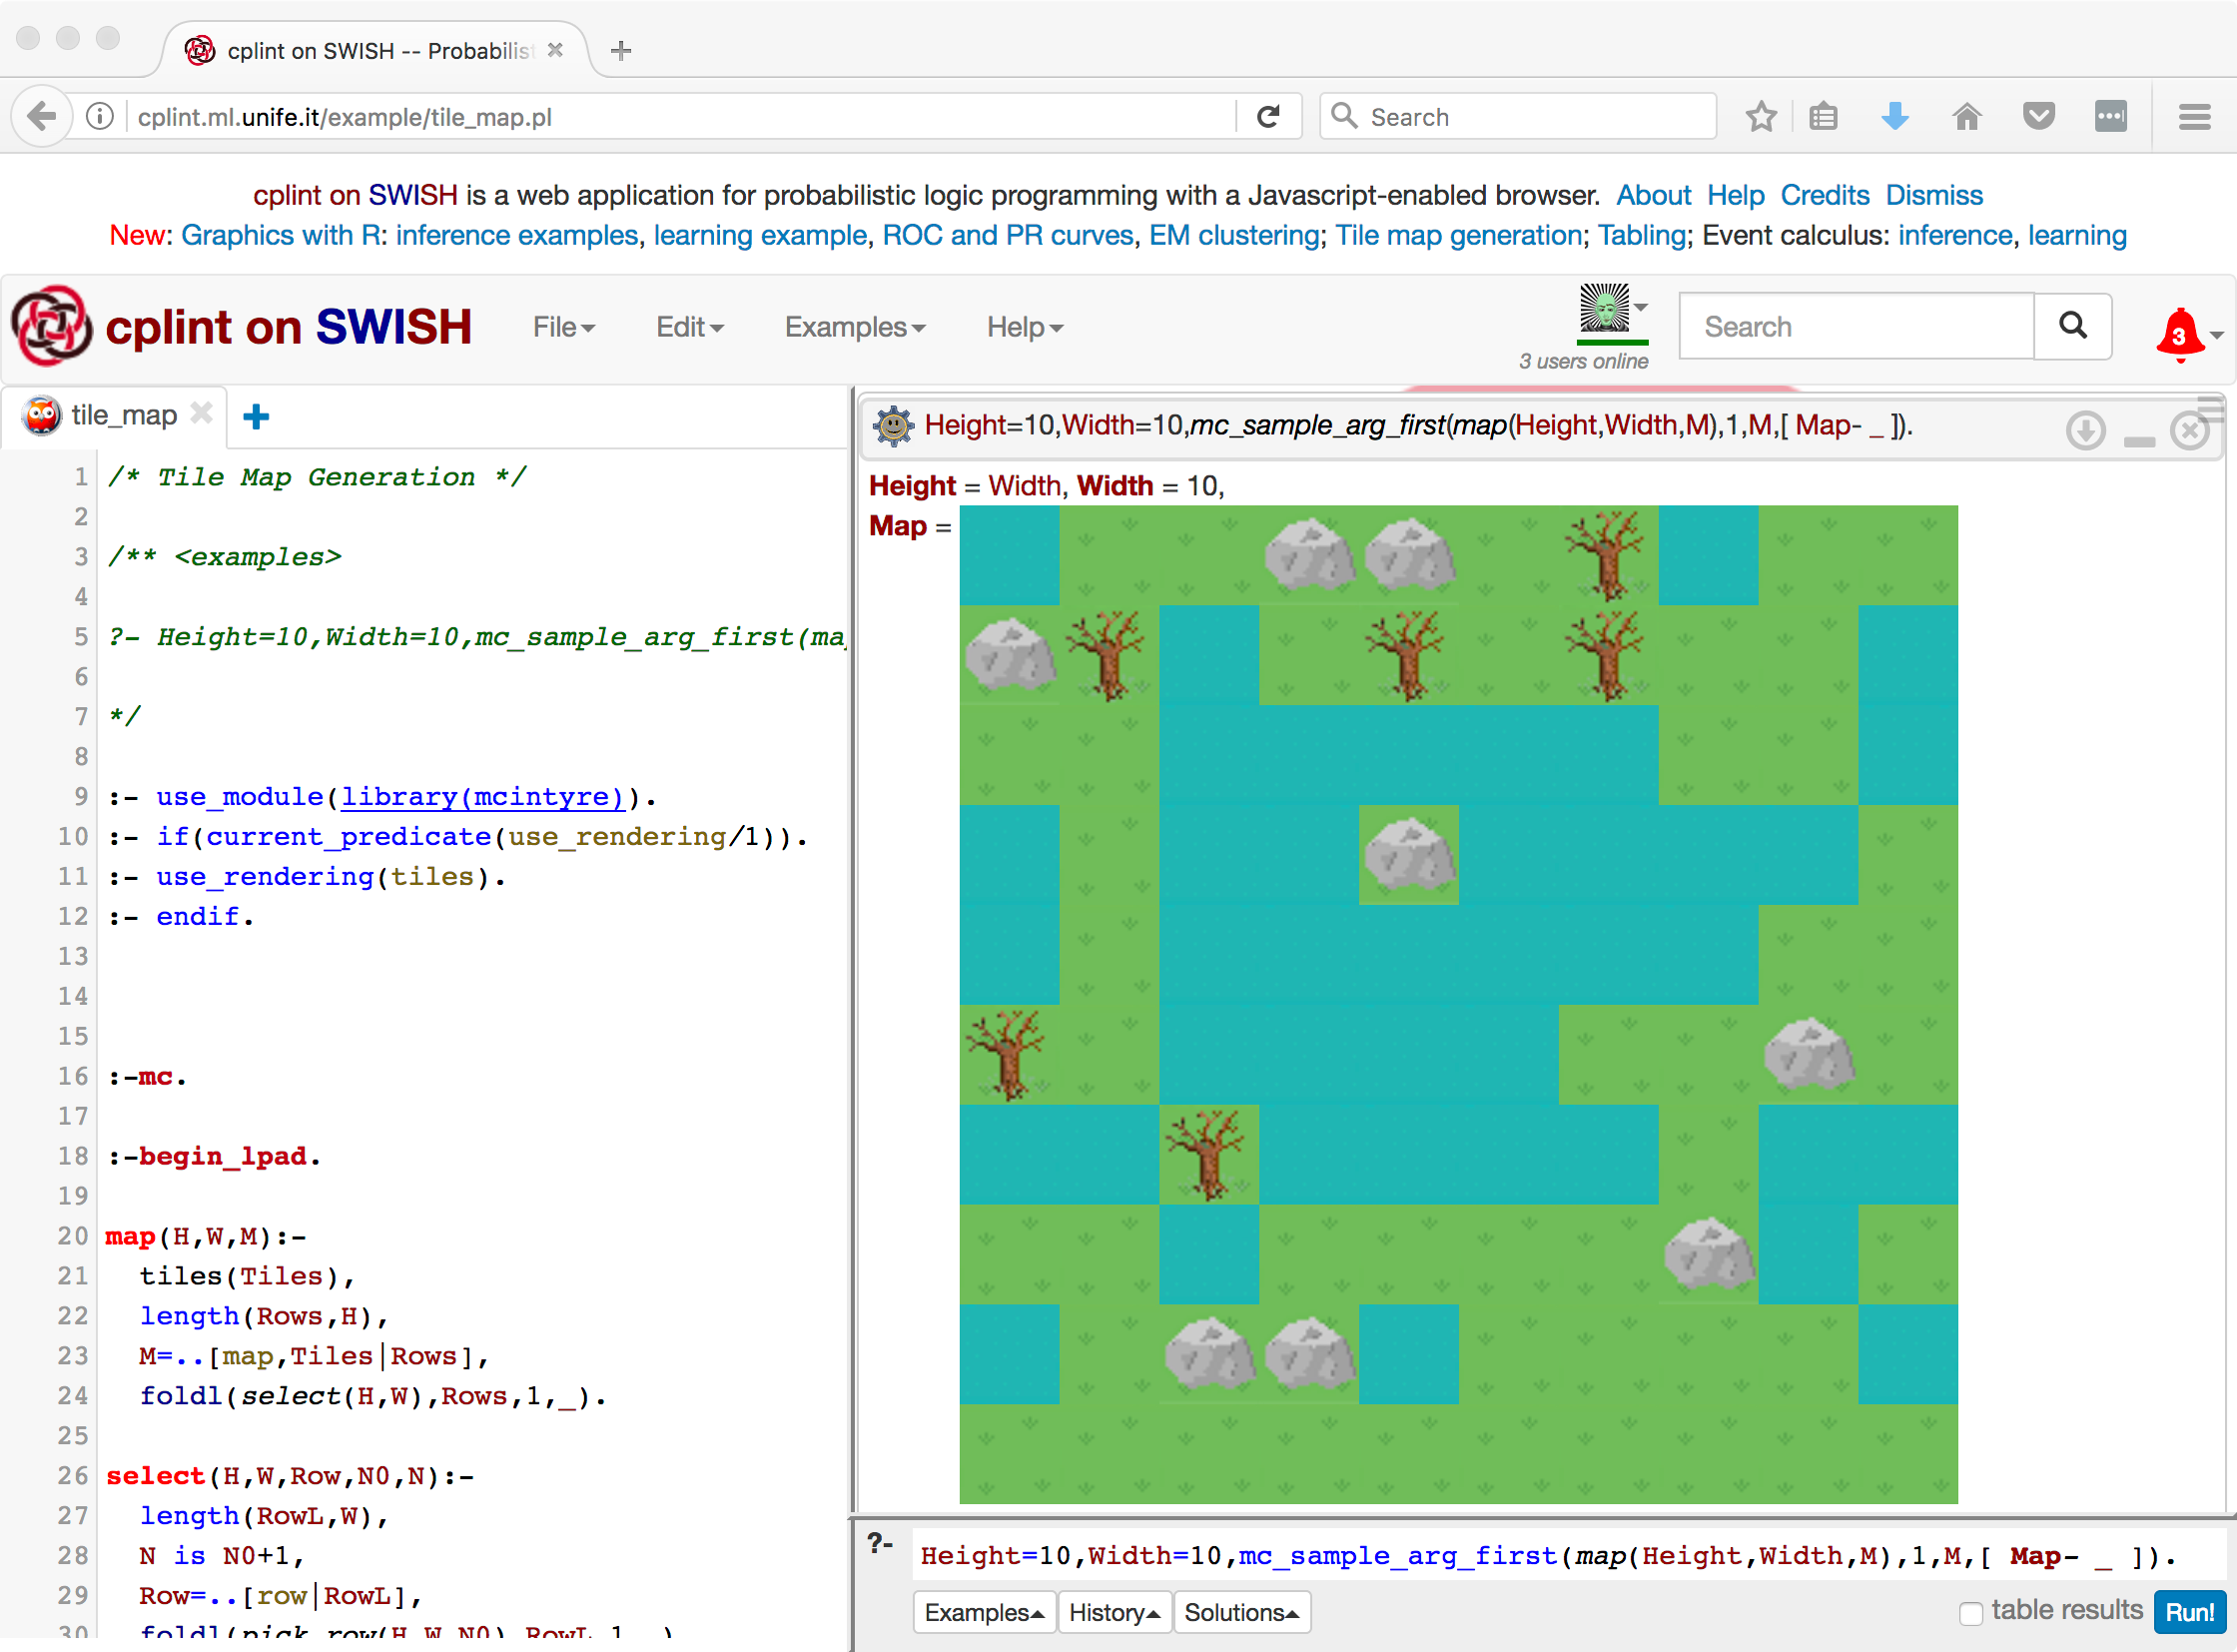 cplint on SWISH -- Probabilist
cplint.ml.unife.it/example/tile_map.pl
Search
cplint on SWISH is a web application for probabilistic logic programming with a Javascript-enabled browser. About Help Credits Dismiss
New: Graphics with R: inference examples, learning example, ROC and PR curves, EM clustering; Tile map generation; Tabling; Event calculus: inference, learning
cplint on SWISH File Edit Examples Help
3 users online
Search
3
tile_map
1 /* Tile Map Generation */
2
3 /** <examples>
4
5 ?- Height=10,Width=10,mc_sample_arg_first(ma
6
7 */
8
9 :- use_module(library(mcintyre)).
10 :- if(current_predicate(use_rendering/1)).
11 :- use_rendering(tiles).
12 :- endif.
13
14
15
16 :-mc.
17
18 :-begin_lpad.
19
20 map(H,W,M):-
21 tiles(Tiles),
22 length(Rows,H),
23 M=..[map,Tiles|Rows],
24 foldl(select(H,W),Rows,1,_).
25
26 select(H,W,Row,N0,N):-
27 length(RowL,W),
28 N is N0+1,
29 Row=..[row|RowL],
30 foldl(pick_row(H,W,N0),RowL,1,_).
Height=10,Width=10,mc_sample_arg_first(map(Height,Width,M),1,M,[ Map- _ ]).
Height = Width, Width = 10,
Map =
?- Height=10,Width=10,mc_sample_arg_first(map(Height,Width,M),1,M,[ Map- _ ]).
Examples History Solutions
table results Run!